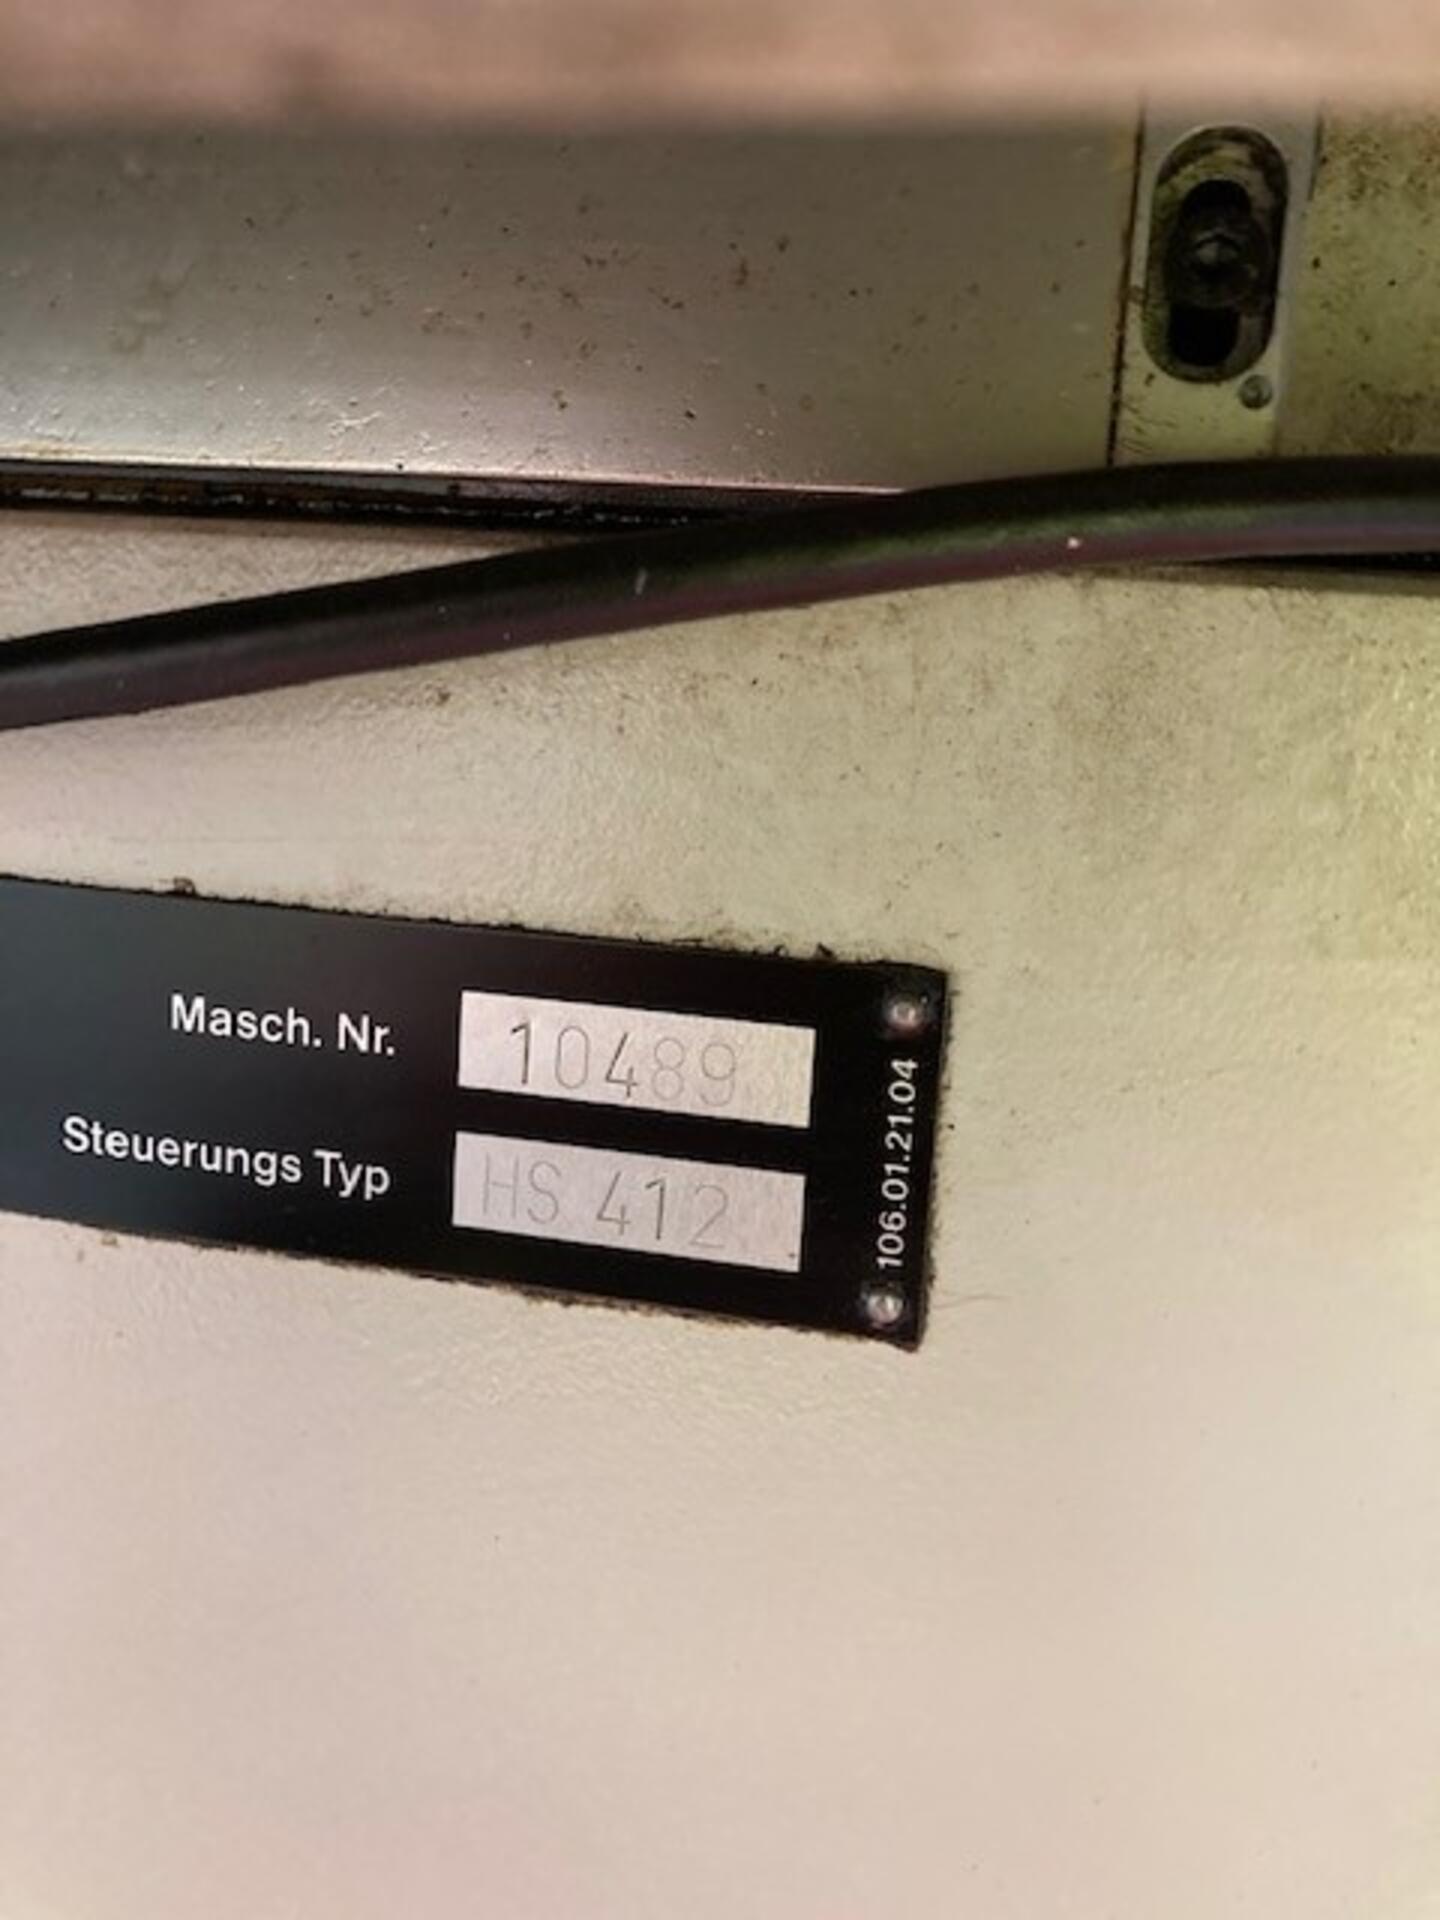 Masch. Nr. 10489
Steuerungs Typ HS 412
106.01.21.04